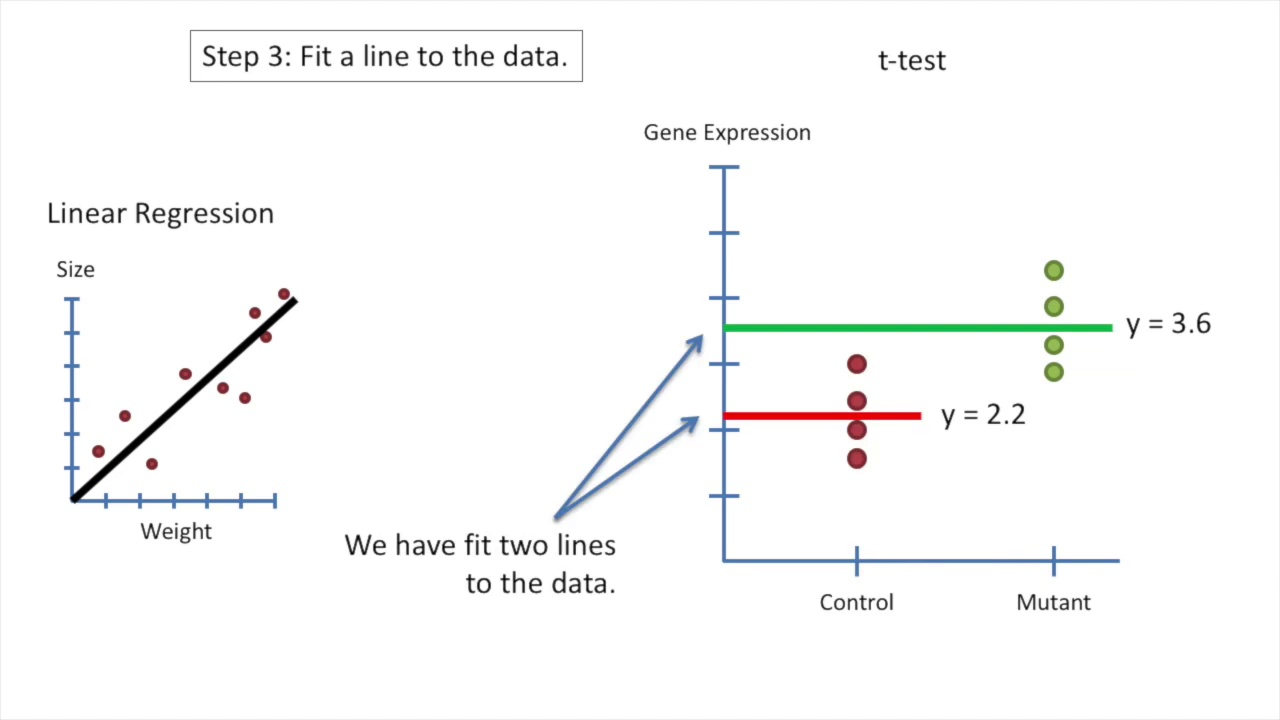 Step 3: Fit a line to the data.
t-test
Gene Expression
Linear Regression
Size
y = 3.6
y = 2.2
Weight
We have fit two lines
to the data.
Control
Mutant